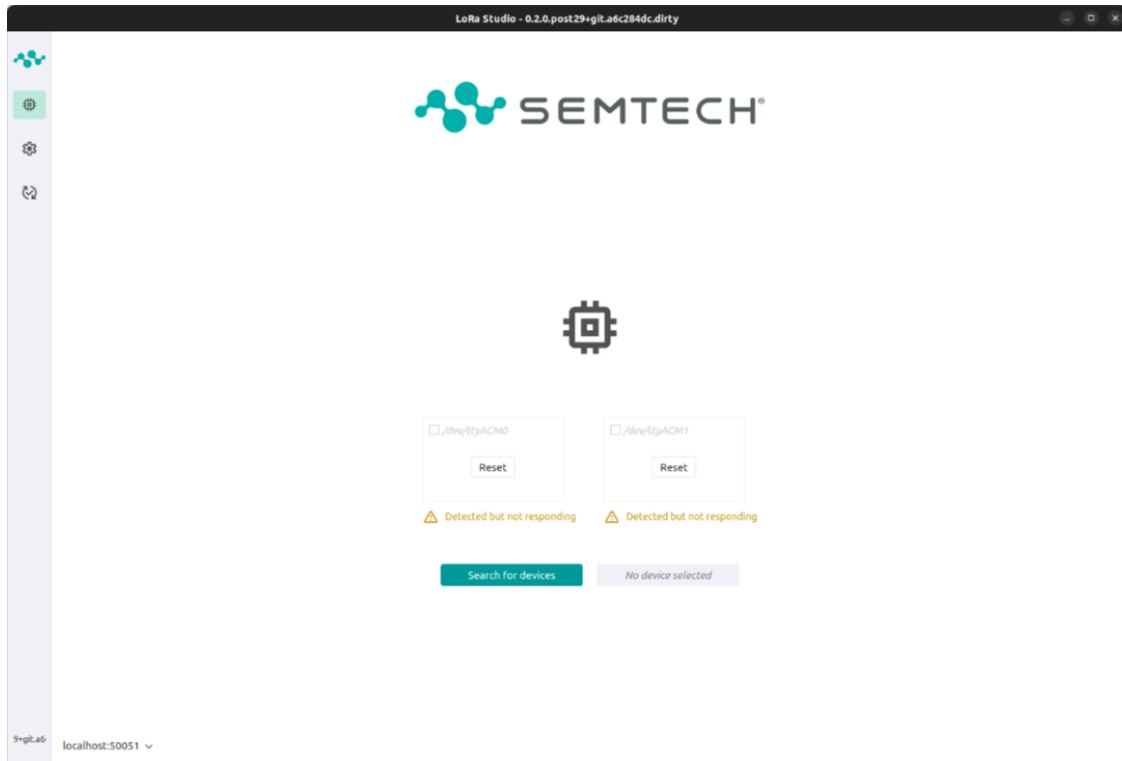 LoRa Studio - 0.2.0.post29+git.a6c284dc.dirty
SEMTECH®
/dev/ttyACM0
/dev/ttyACM1
Reset
Reset
Detected but not responding
Detected but not responding
Search for devices
No device selected
9+git.a6
localhost:50051